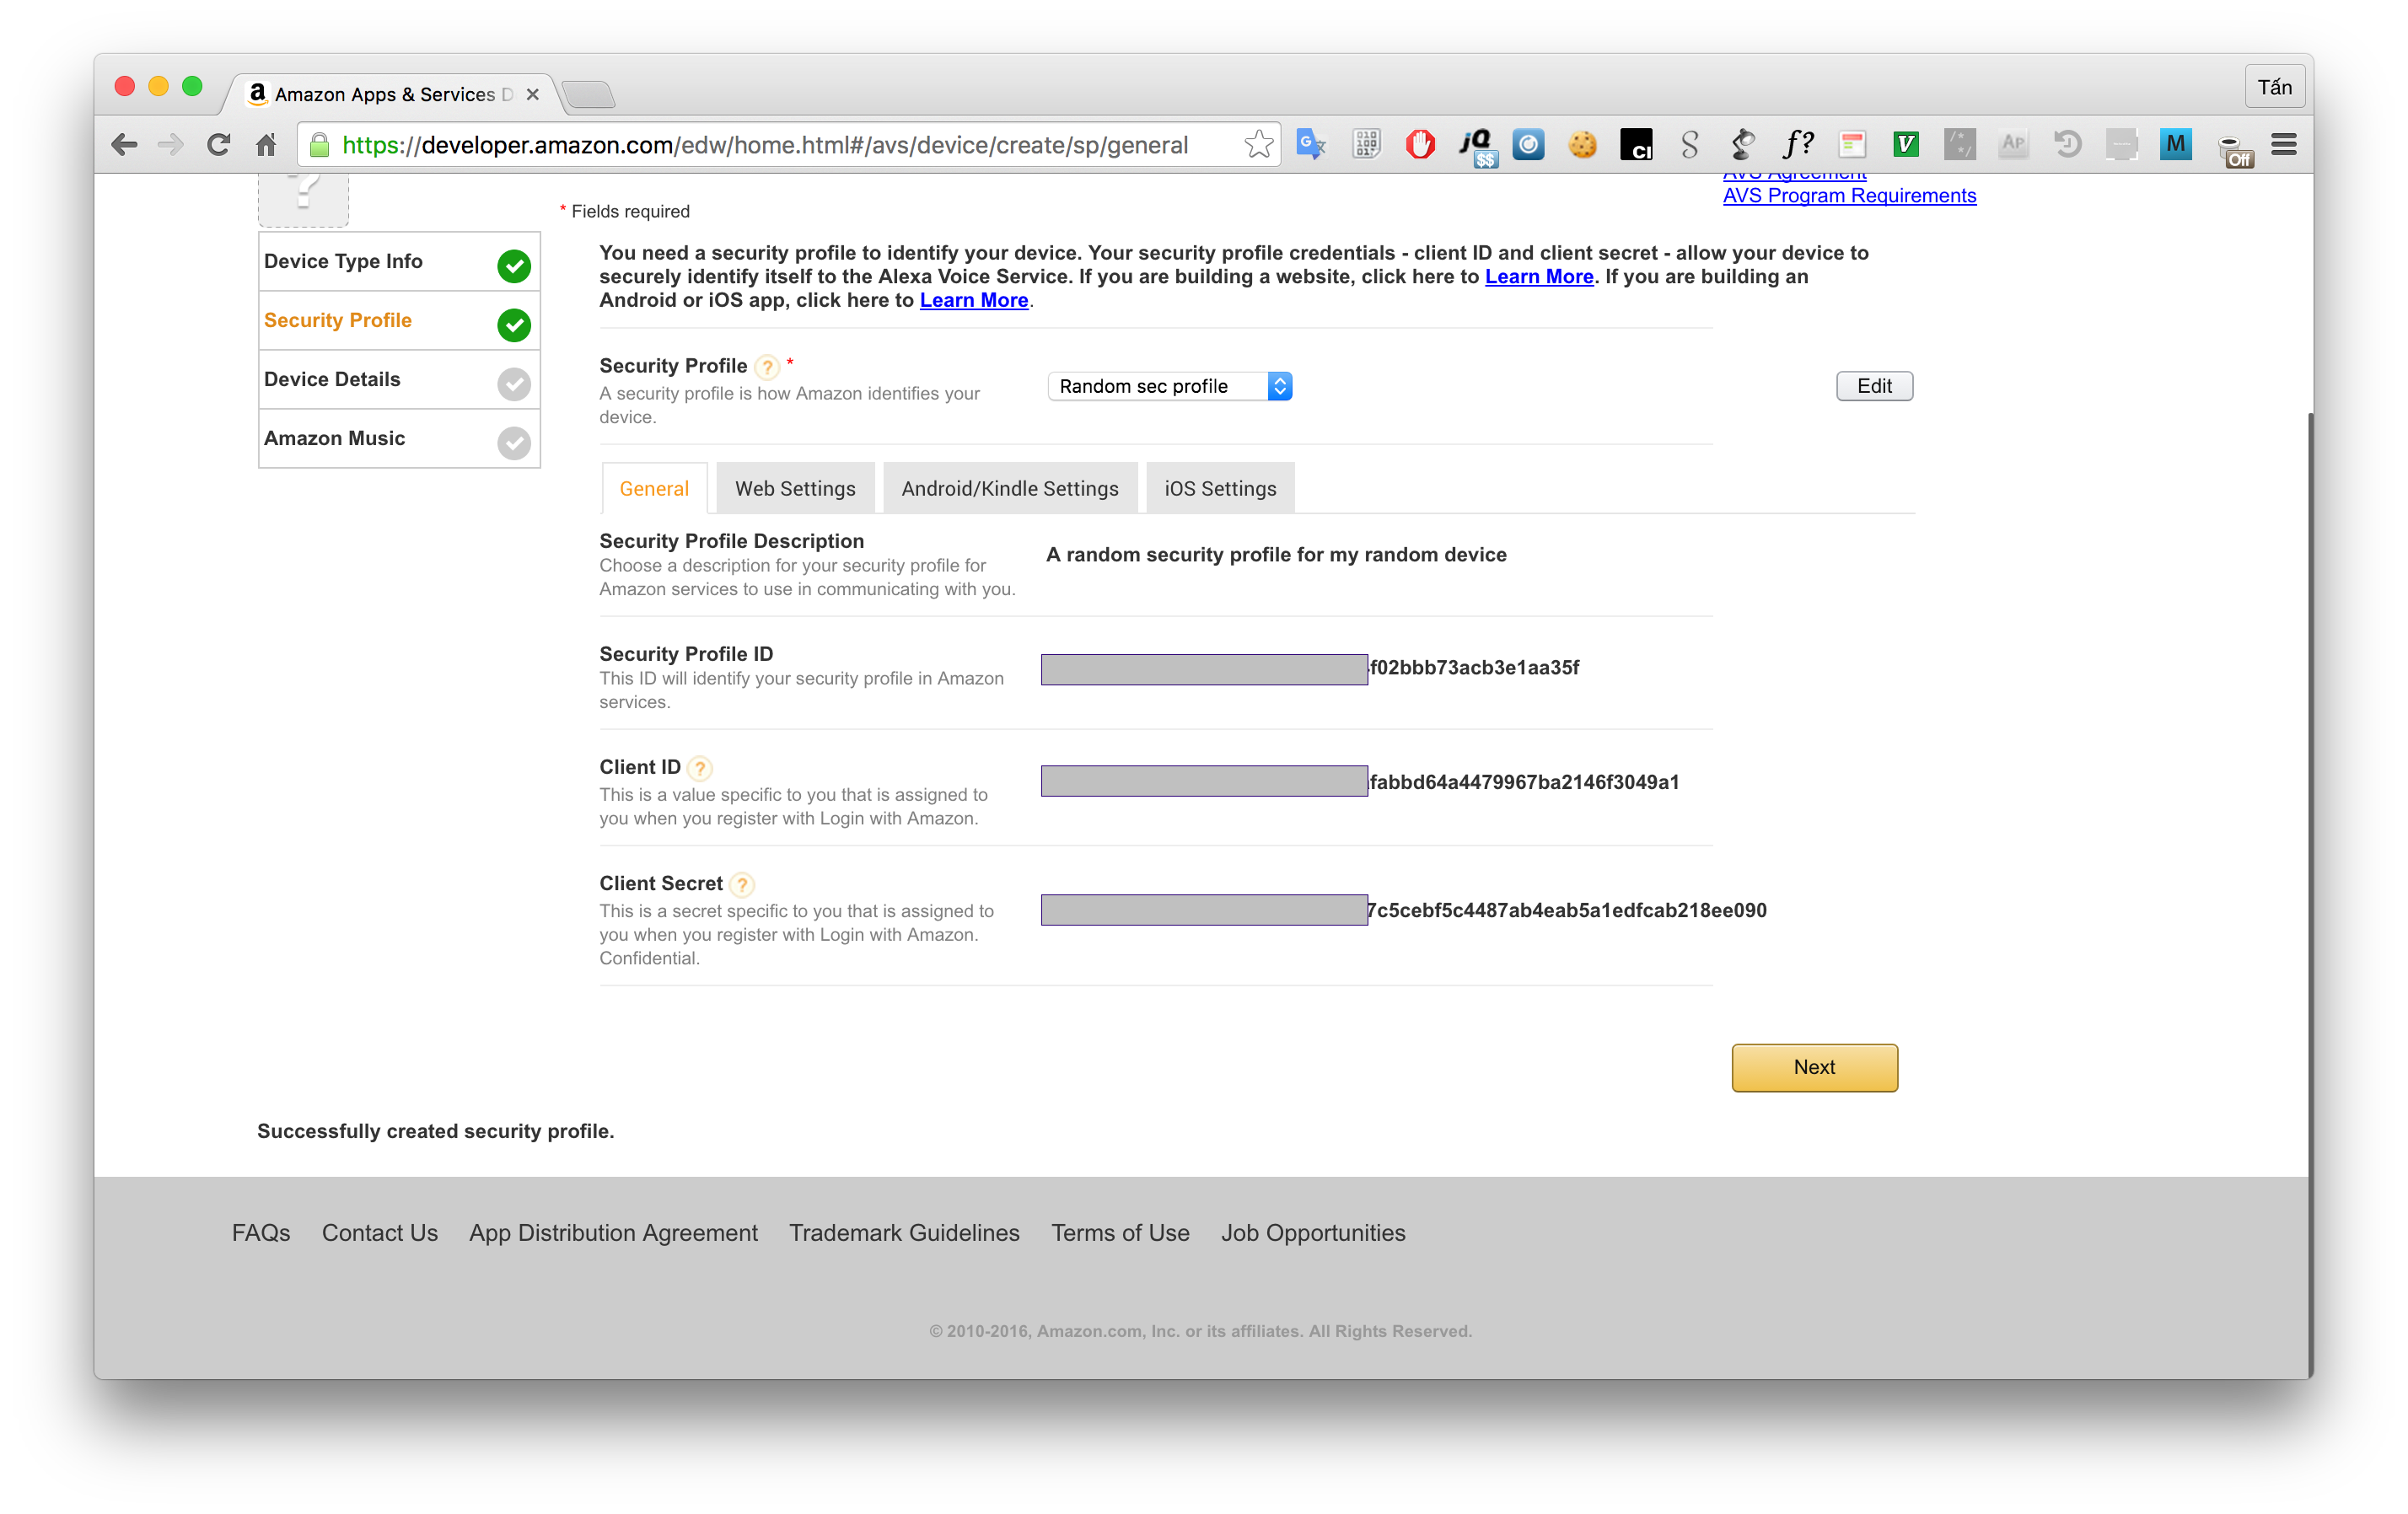 Amazon Apps & Services D
Tấn
https://developer.amazon.com/edw/home.html#/avs/device/create/sp/general
AVS Agreement
AVS Program Requirements
* Fields required
Device Type Info
Security Profile
Device Details
Amazon Music
You need a security profile to identify your device. Your security profile credentials - client ID and client secret - allow your device to
securely identify itself to the Alexa Voice Service. If you are building a website, click here to Learn More. If you are building an
Android or iOS app, click here to Learn More.
Security Profile ? *
A security profile is how Amazon identifies your
device.
Random sec profile
Edit
General
Web Settings
Android/Kindle Settings
iOS Settings
Security Profile Description
Choose a description for your security profile for
Amazon services to use in communicating with you.
A random security profile for my random device
Security Profile ID
This ID will identify your security profile in Amazon
services.
f02bbb73acb3e1aa35f
Client ID ?
This is a value specific to you that is assigned to
you when you register with Login with Amazon.
fabbd64a4479967ba2146f3049a1
Client Secret ?
This is a secret specific to you that is assigned to
you when you register with Login with Amazon.
Confidential.
7c5cebf5c4487ab4eab5a1edfcab218ee090
Next
Successfully created security profile.
FAQs
Contact Us
App Distribution Agreement
Trademark Guidelines
Terms of Use
Job Opportunities
© 2010-2016, Amazon.com, Inc. or its affiliates. All Rights Reserved.